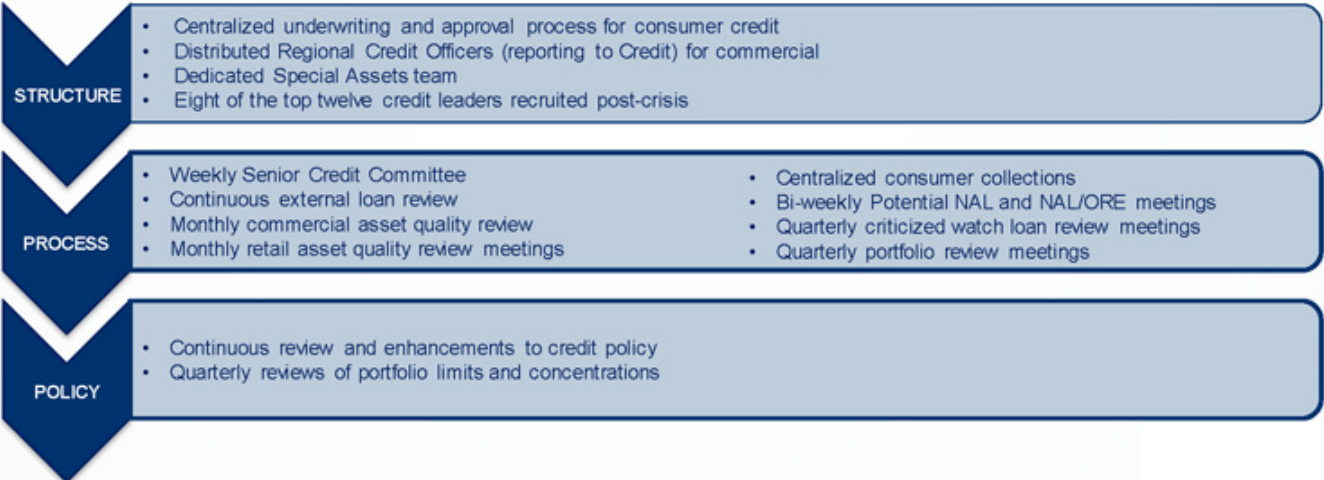 STRUCTURE
• Centralized underwriting and approval process for consumer credit
• Distributed Regional Credit Officers (reporting to Credit) for commercial
• Dedicated Special Assets team
• Eight of the top twelve credit leaders recruited post-crisis
PROCESS
• Weekly Senior Credit Committee
• Continuous external loan review
• Monthly commercial asset quality review
• Monthly retail asset quality review meetings
• Centralized consumer collections
• Bi-weekly Potential NAL and NAL/ORE meetings
• Quarterly criticized watch loan review meetings
• Quarterly portfolio review meetings
POLICY
• Continuous review and enhancements to credit policy
• Quarterly reviews of portfolio limits and concentrations